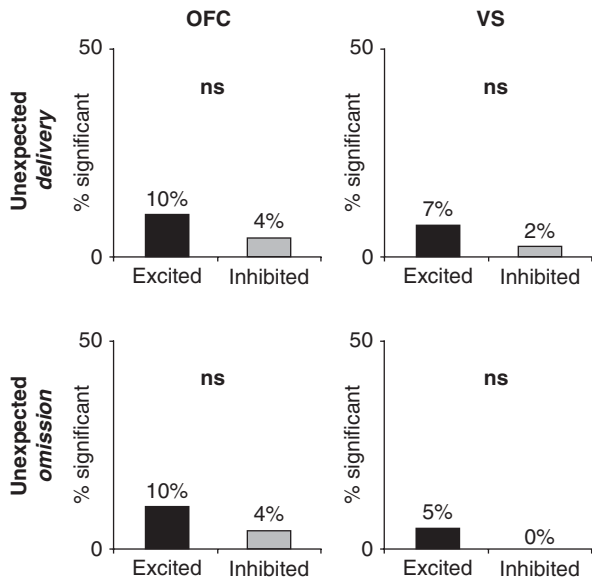 OFC
VS
Unexpected
delivery
% significant
50
0
ns
10%
4%
Excited
Inhibited
% significant
50
0
ns
7%
2%
Excited
Inhibited
Unexpected
omission
% significant
50
0
ns
10%
4%
Excited
Inhibited
% significant
50
0
ns
5%
0%
Excited
Inhibited